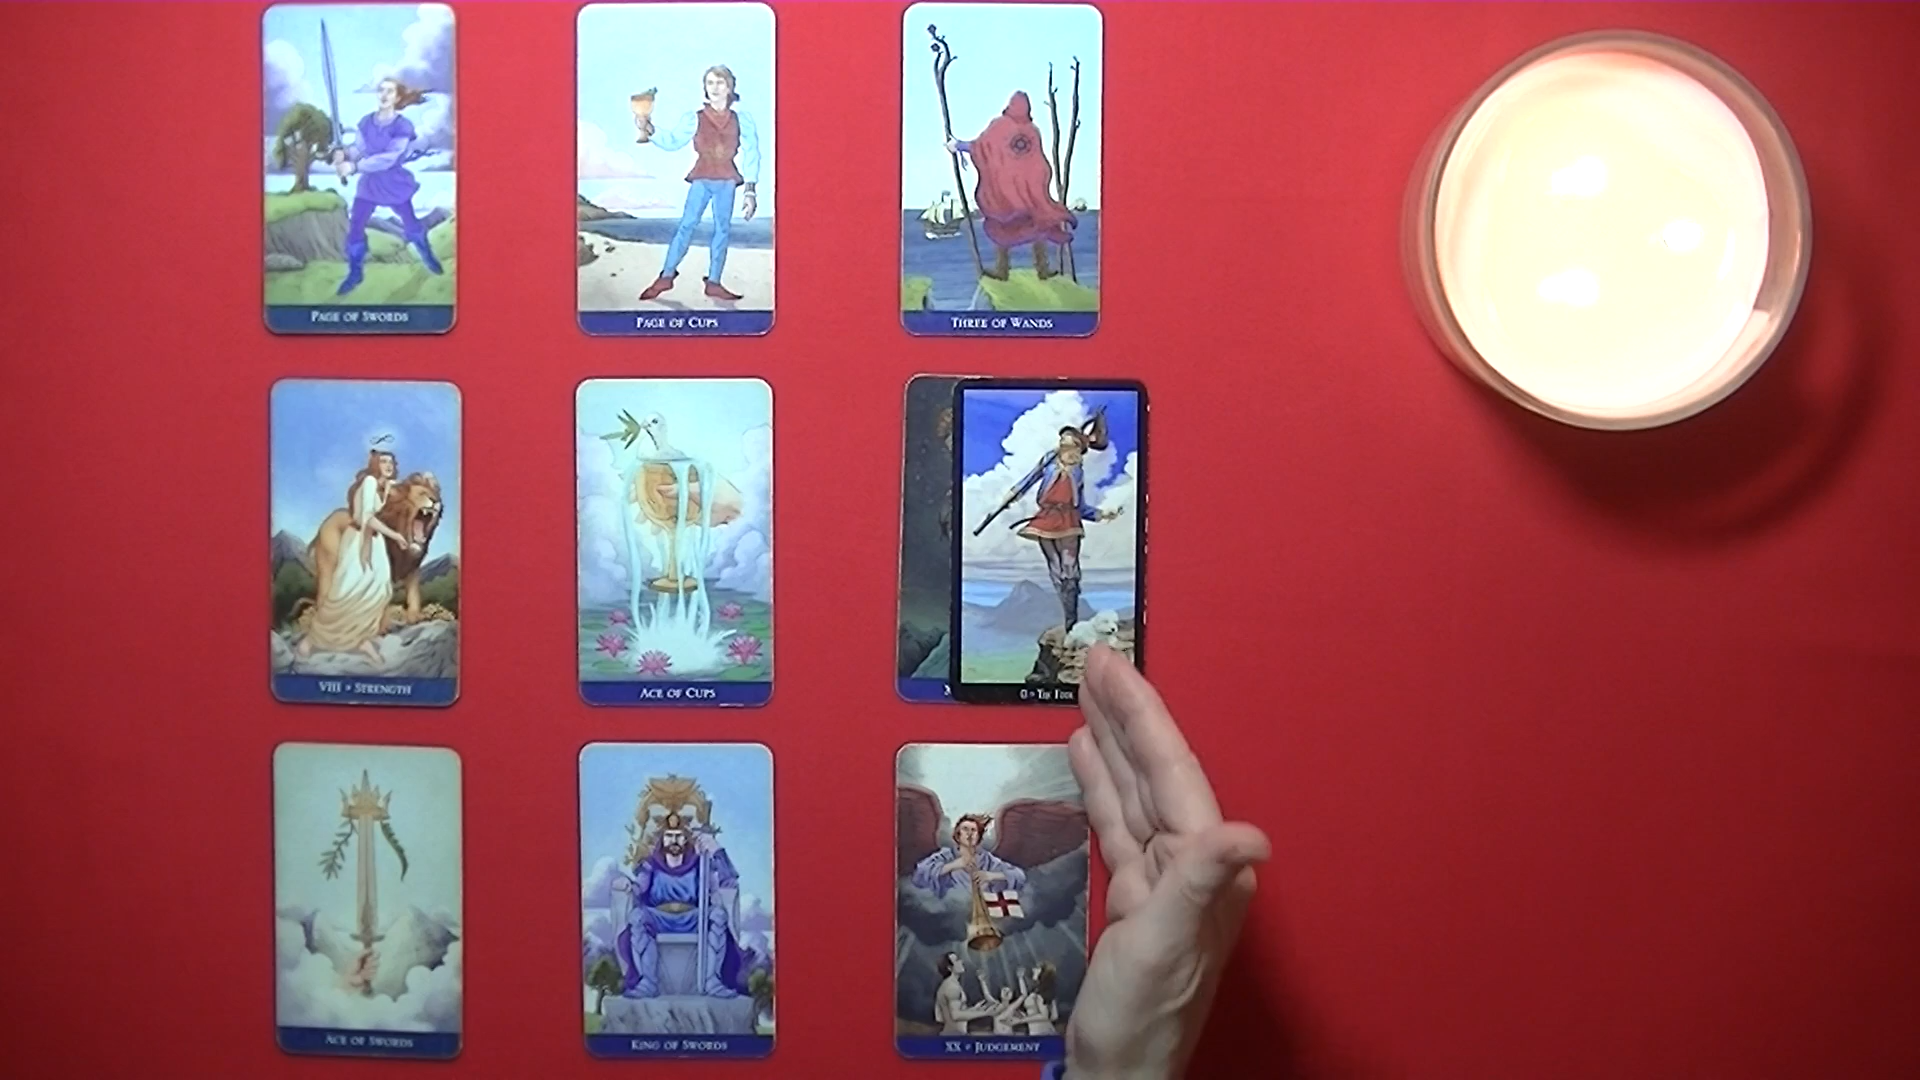 PAGE OF SWORDS
PAGE OF CUPS
THREE OF WANDS
VIII • STRENGTH
ACE OF CUPS
X
0 • THE FOOL
ACE OF SWORDS
KING OF SWORDS
XX • JUDGEMENT